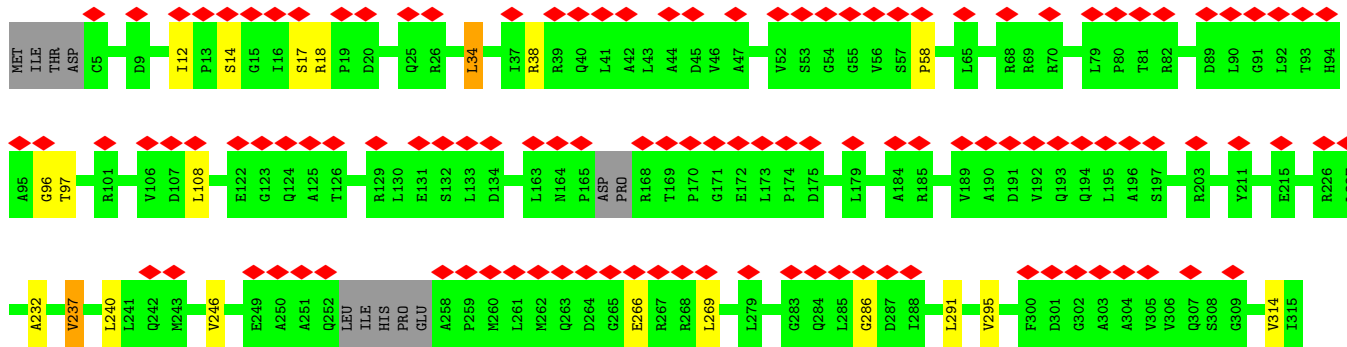 MET ILE THR ASP C5 D9 I12 P13 S14 G15 I16 S17 R18 P19 D20 Q25 R26 L34 I37 R38 R39 Q40 L41 A42 L43 A44 D45 V46 A47 V52 S53 G54 G55 V56 S57 P58 L65 R68 R69 R70 L79 P80 T81 R82 D89 L90 G91 L92 T93 H94
A95 G96 T97 R101 V106 D107 L108 E122 G123 Q124 A125 T126 R129 L130 E131 S132 L133 D134 L163 N164 P165 ASP PRO R168 T169 P170 G171 E172 L173 P174 D175 L179 A184 R185 V189 A190 D191 V192 Q193 Q194 L195 A196 S197 R203 Y211 E215 R226
A232 V237 L240 L241 Q242 M243 V246 E249 A250 A251 Q252 LEU ILE HIS PRO GLU A258 P259 M260 L261 M262 Q263 D264 G265 E266 R267 R268 L269 L279 G283 Q284 L285 G286 D287 I288 L291 V295 F300 D301 G302 A303 A304 V305 V306 Q307 S308 G309 V314 I315